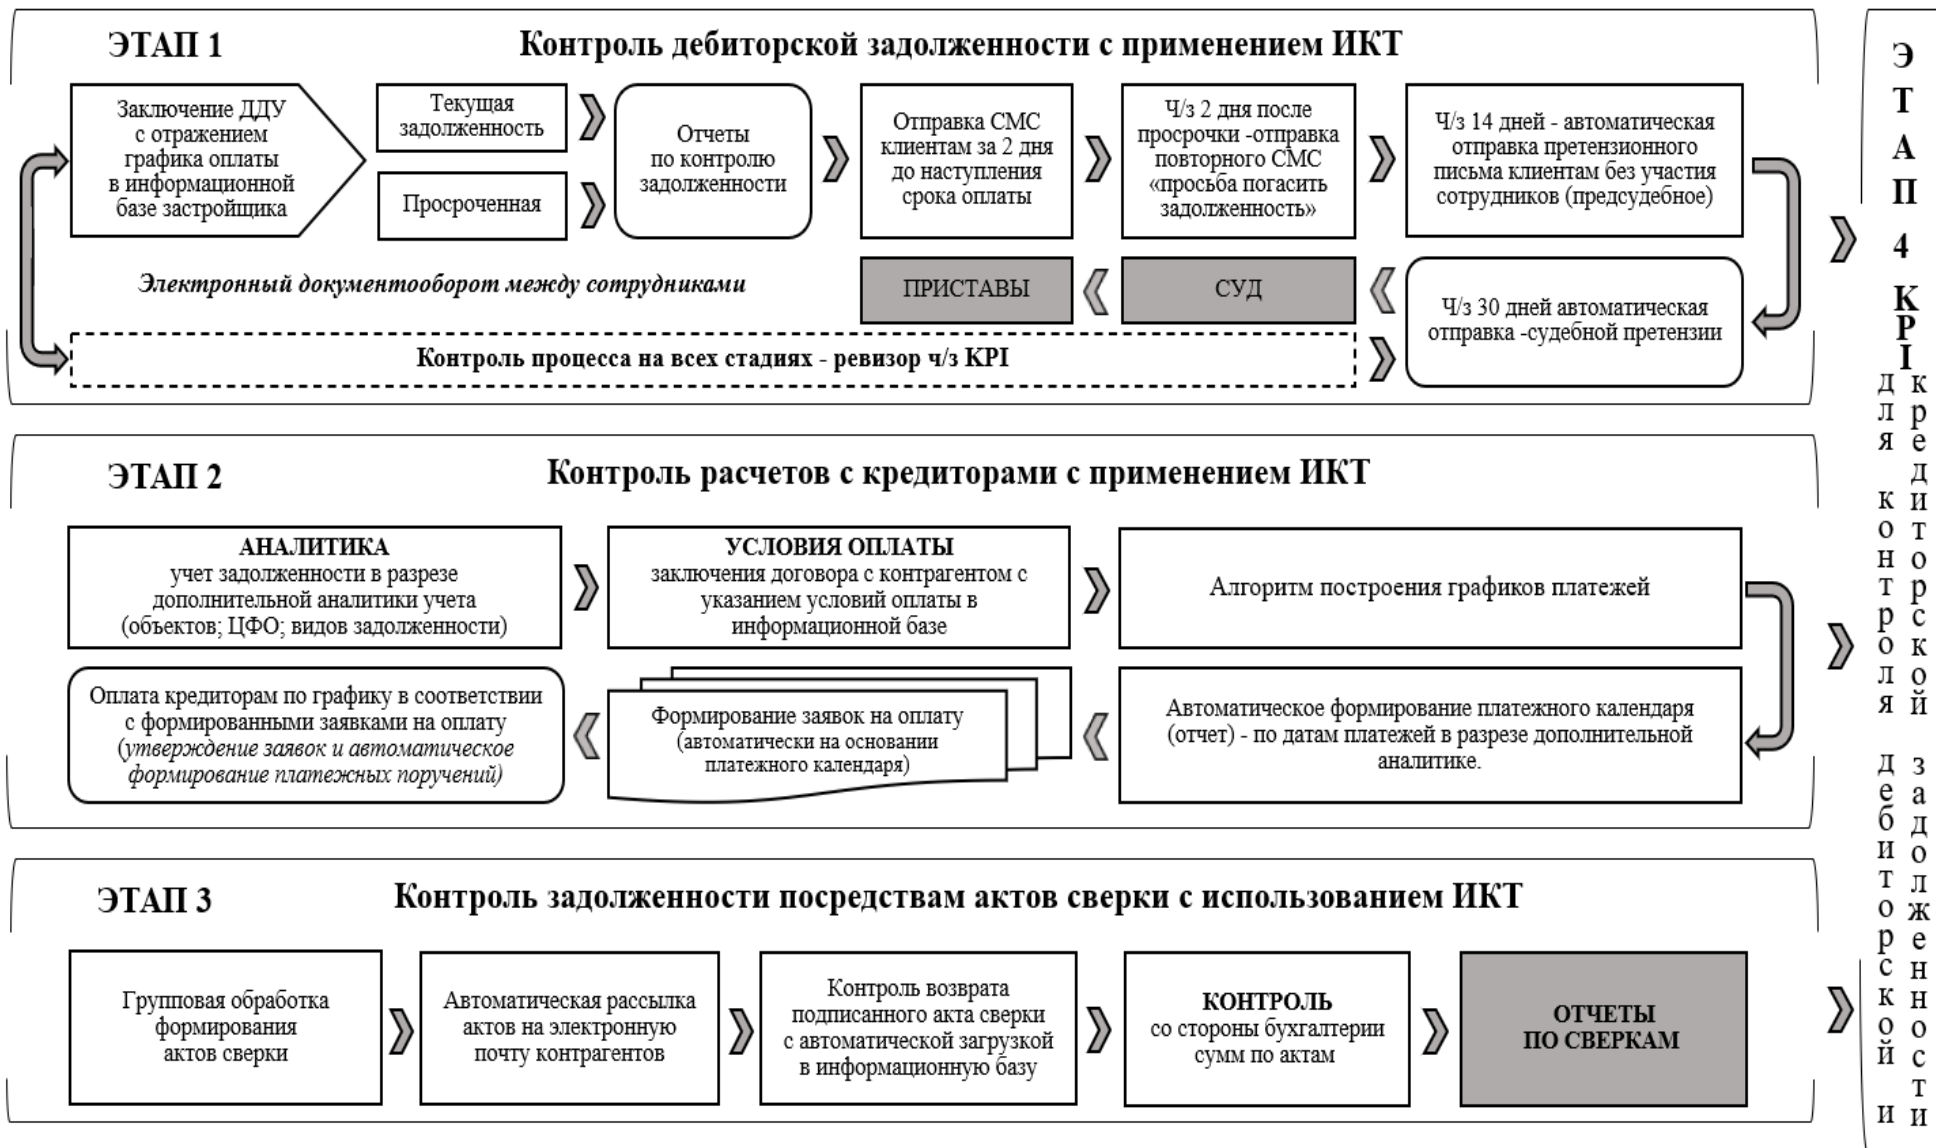 ЭТАП 1
Контроль дебиторской задолженности с применением ИКТ
Заключение ДДУ
с отражением
графика оплаты
в информационной
базе застройщика
Текущая
задолженность
Просроченная
Отчеты
по контролю
задолженности
Отправка СМС
клиентам за 2 дня
до наступления
срока оплаты
Ч/з 2 дня после
просрочки -отправка
повторного СМС
«просьба погасить
задолженность»
Ч/з 14 дней - автоматическая
отправка претензионного
письма клиентам без участия
сотрудников (предсудебное)
Электронный документооборот между сотрудниками
ПРИСТАВЫ
СУД
Ч/з 30 дней автоматическая
отправка -судебной претензии
Контроль процесса на всех стадиях - ревизор ч/з KPI
ЭТАП 2
Контроль расчетов с кредиторами с применением ИКТ
АНАЛИТИКА
учет задолженности в разрезе
дополнительной аналитики учета
(объектов; ЦФО; видов задолженности)
УСЛОВИЯ ОПЛАТЫ
заключения договора с контрагентом с
указанием условий оплаты в
информационной базе
Алгоритм построения графиков платежей
Оплата кредиторам по графику в соответствии
с формированными заявками на оплату
(утверждение заявок и автоматическое
формирование платежных поручений)
Формирование заявок на оплату
(автоматически на основании
платежного календаря)
Автоматическое формирование платежного календаря
(отчет) - по датам платежей в разрезе дополнительной
аналитике.
ЭТАП 3
Контроль задолженности посредствам актов сверки с использованием ИКТ
Групповая обработка
формирования
актов сверки
Автоматическая рассылка
актов на электронную
почту контрагентов
Контроль возврата
подписанного акта сверки
с автоматической загрузкой
в информационную базу
КОНТРОЛЬ
со стороны бухгалтерии
сумм по актам
ОТЧЕТЫ
ПО СВЕРКАМ
ЭТАП 4 KPI
для контроля дебиторской и
кредиторской задолженности